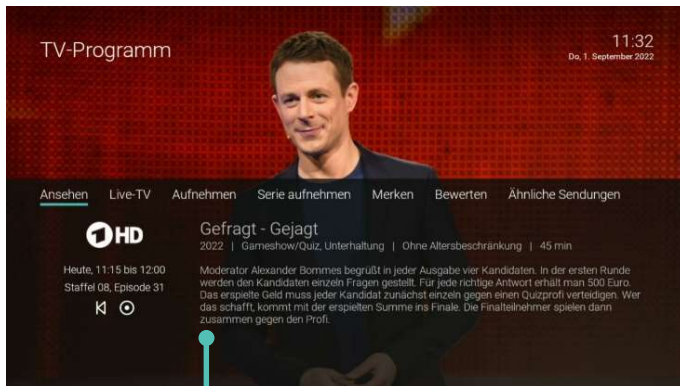 TV-Programm
11:32
Do, 1. September 2022
Ansehen Live-TV Aufnehmen Serie aufnehmen Merken Bewerten Ähnliche Sendungen
1 HD
Gefragt - Gejagt
2022 | Gameshow/Quiz, Unterhaltung | Ohne Altersbeschränkung | 45 min
Heute, 11:15 bis 12:00
Staffel 08, Episode 31
Moderator Alexander Bommes begrüßt in jeder Ausgabe vier Kandidaten. In der ersten Runde
werden den Kandidaten einzeln Fragen gestellt. Für jede richtige Antwort erhält man 500 Euro.
Das erspielte Geld muss jeder Kandidat zunächst einzeln gegen einen Quizprofi verteidigen. Wer
das schafft, kommt mit der erspielten Summe ins Finale. Die Finalteilnehmer spielen dann
zusammen gegen den Profi.